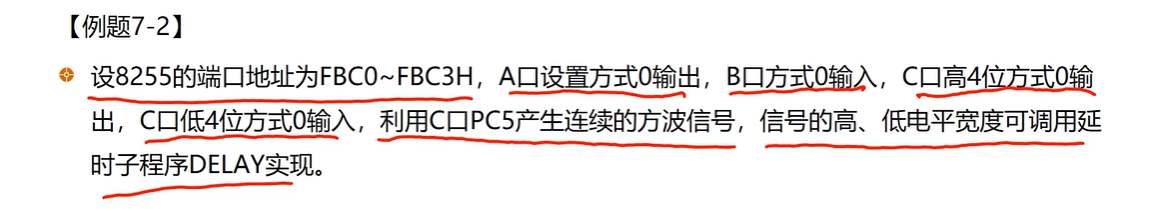 【例题7-2】
设8255的端口地址为FBC0~FBC3H，A口设置方式0输出，B口方式0输入，C口高4位方式0输
出，C口低4位方式0输入，利用C口PC5产生连续的方波信号，信号的高、低电平宽度可调用延
时子程序DELAY实现。